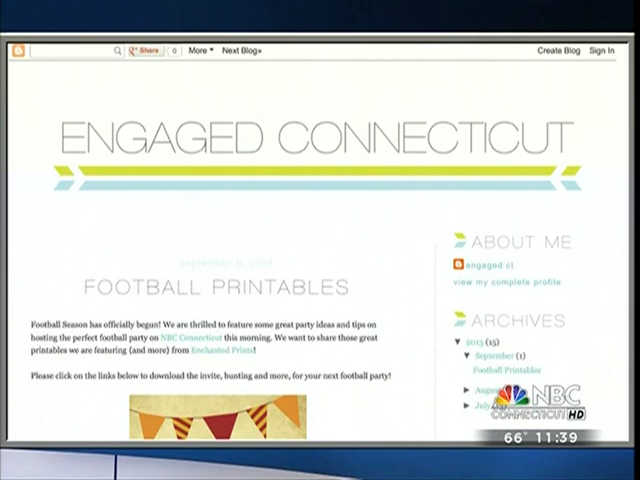 Share 0 More Next Blog» Create Blog Sign In
ENGAGED CONNECTICUT
september 6, 2013
FOOTBALL PRINTABLES
Football Season has officially begun! We are thrilled to feature some great party ideas and tips on
hosting the perfect football party on NBC Connecticut this morning. We want to share those great
printables we are featuring (and more) from Enchanted Prints!
Please click on the links below to download the invite, bunting and more, for your next football party!
ABOUT ME
engaged ct
view my complete profile
ARCHIVES
▼ 2013 (15)
▼ September (1)
Football Printables
►
►
NBC
CONNECTICUT HD
66° 11:39